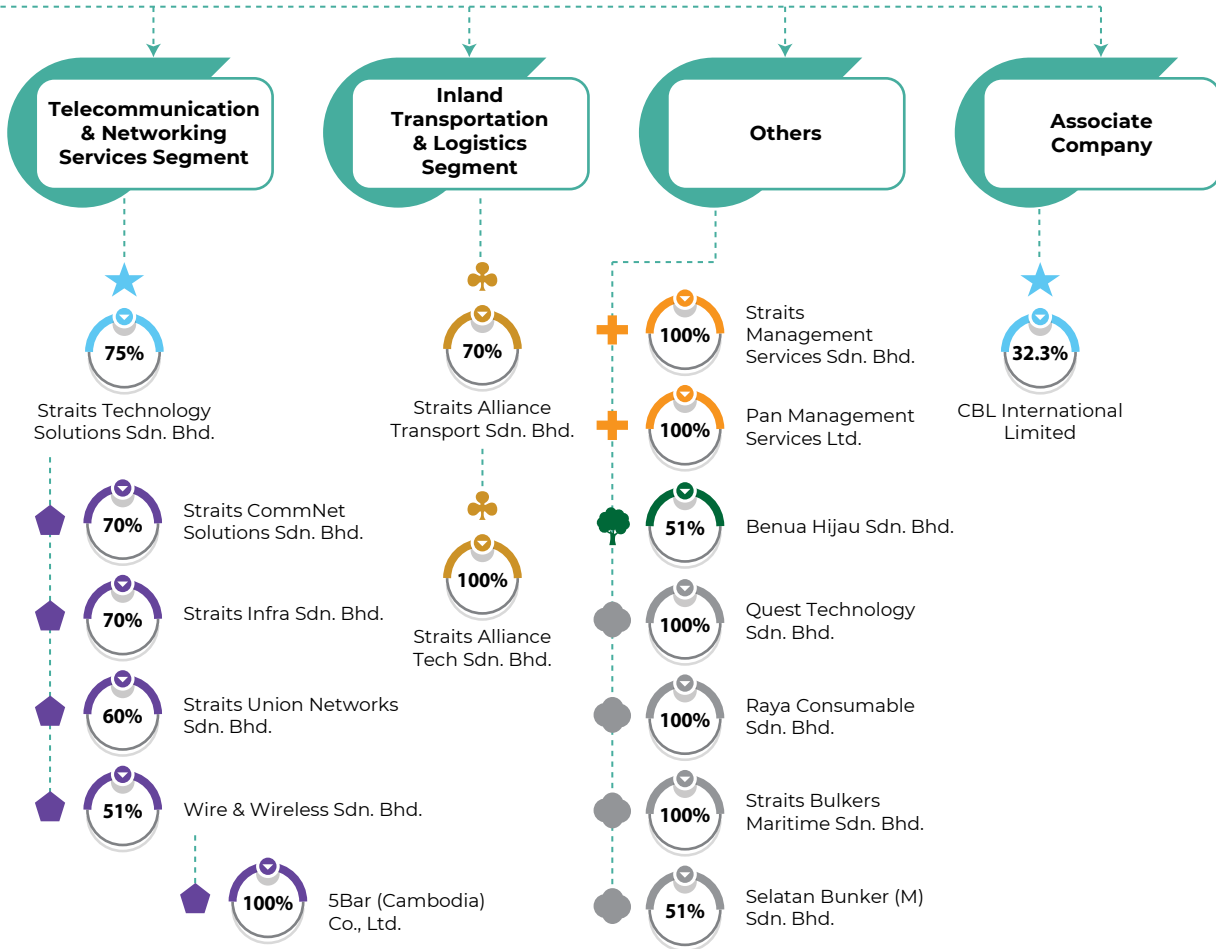 Telecommunication
& Networking
Services Segment
75%
Straits Technology
Solutions Sdn. Bhd.
70%
Straits CommNet
Solutions Sdn. Bhd.
70%
Straits Infra Sdn. Bhd.
60%
Straits Union Networks
Sdn. Bhd.
51%
Wire & Wireless Sdn. Bhd.
100%
5Bar (Cambodia)
Co., Ltd.
Inland
Transportation
& Logistics
Segment
70%
Straits Alliance
Transport Sdn. Bhd.
100%
Straits Alliance
Tech Sdn. Bhd.
Others
100%
Straits
Management
Services Sdn. Bhd.
100%
Pan Management
Services Ltd.
51%
Benua Hijau Sdn. Bhd.
100%
Quest Technology
Sdn. Bhd.
100%
Raya Consumable
Sdn. Bhd.
100%
Straits Bulkers
Maritime Sdn. Bhd.
51%
Selatan Bunker (M)
Sdn. Bhd.
Associate
Company
32.3%
CBL International
Limited